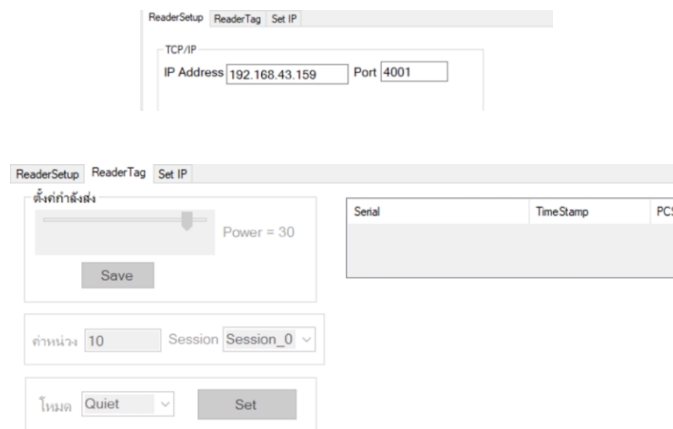 ReaderSetup ReaderTag Set IP
TCP/IP
IP Address 192.168.43.159 Port 4001
ReaderSetup ReaderTag Set IP
ตั้งค่ากำลังส่ง
Power = 30
Save
Serial TimeStamp PCS
ค่าหน่วง 10 Session Session_0
โหมด Quiet Set